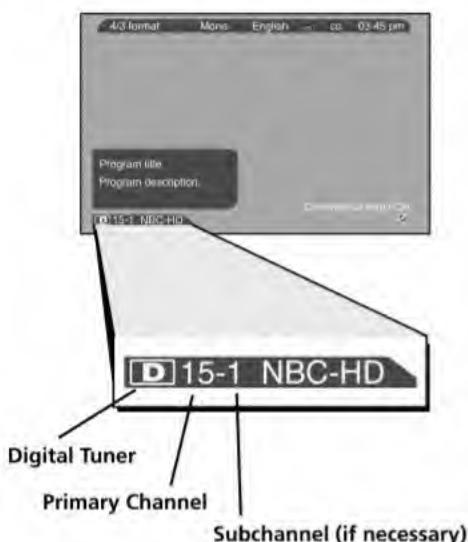 4/3 format Mono English – cc 03:45 pm
Program title.
Program description.
D 15-1 NBC-HD
D 15-1 NBC-HD
Digital Tuner
Primary Channel
Subchannel (if necessary)